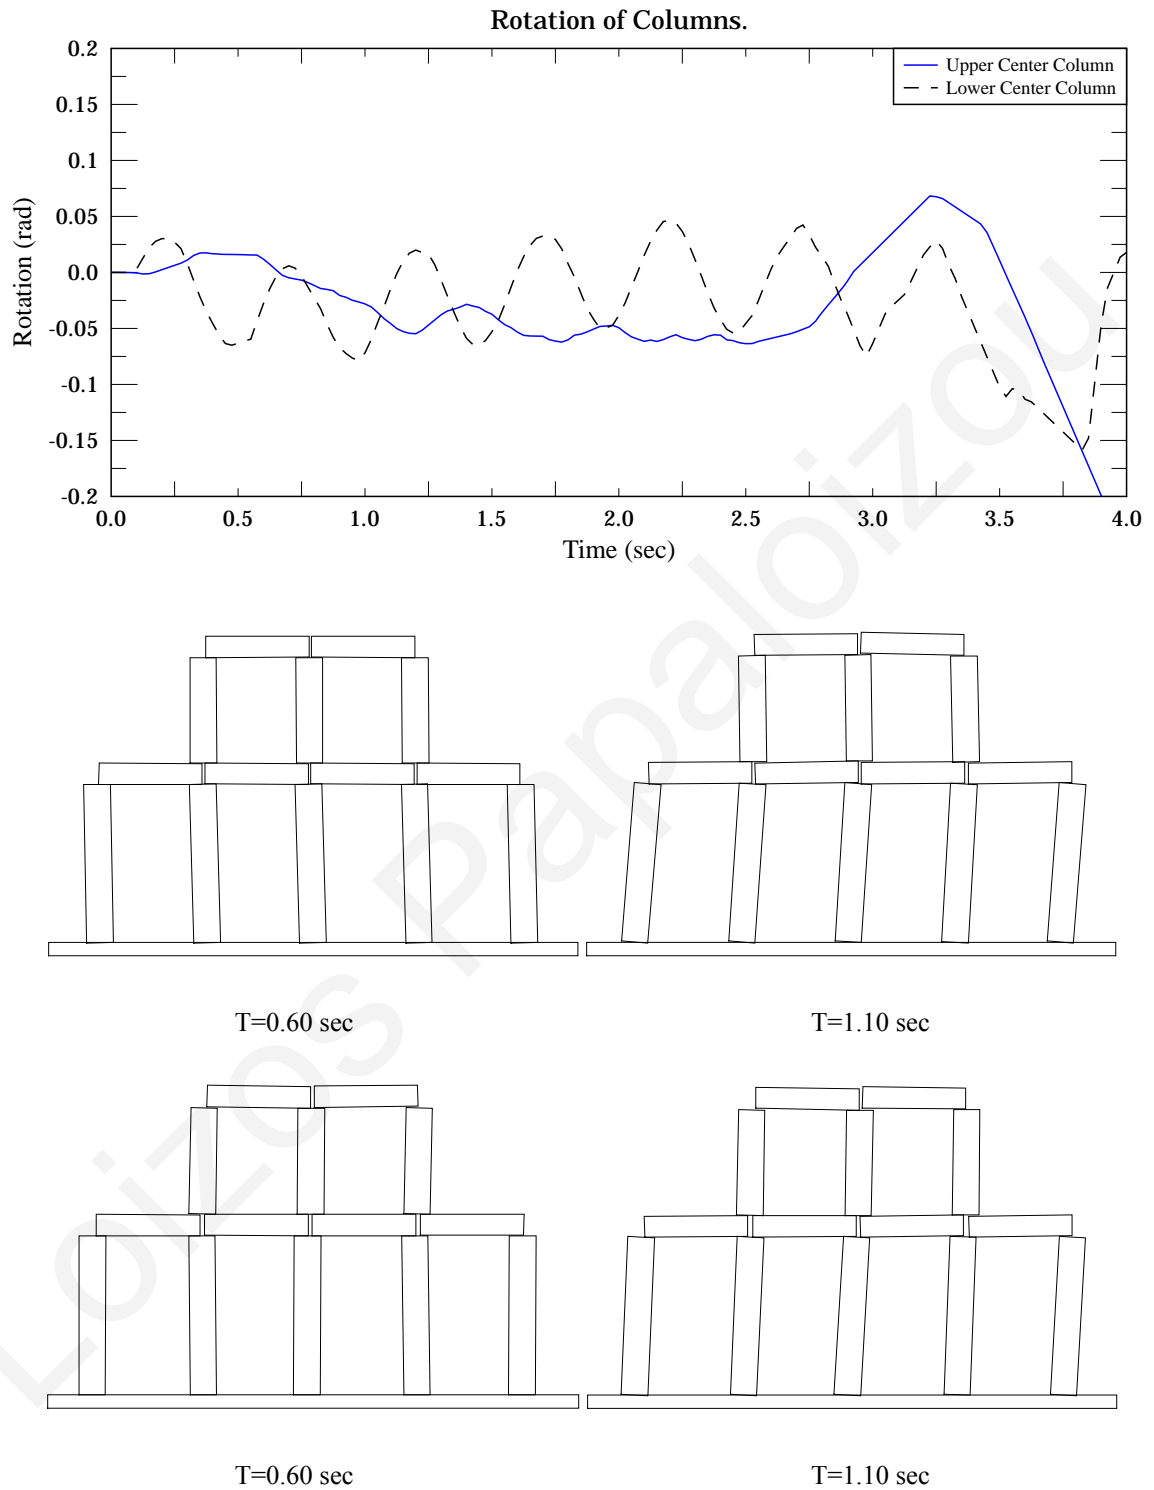 Rotation of Columns.
Upper Center Column
Lower Center Column
Rotation (rad)
0.2
0.15
0.1
0.05
0.0
-0.05
-0.1
-0.15
-0.2
0.0 0.5 1.0 1.5 2.0 2.5 3.0 3.5 4.0
Time (sec)
T=0.60 sec T=1.10 sec
T=0.60 sec T=1.10 sec
Loizos Papaloizou